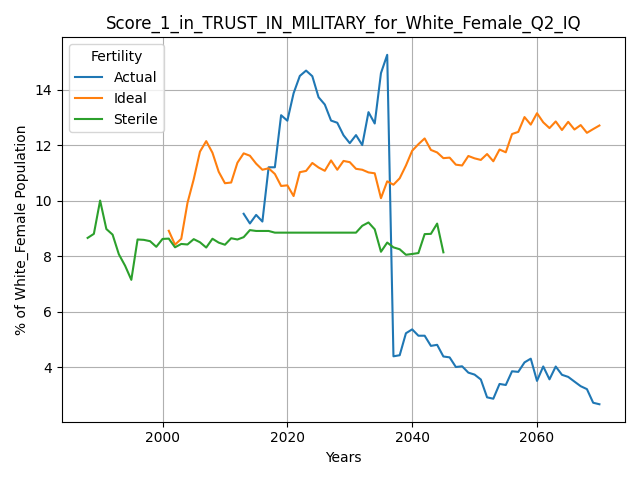 Score_1_in_TRUST_IN_MILITARY_for_White_Female_Q2_IQ
Fertility
Actual
Ideal
Sterile
% of White_Female Population
14
12
10
8
6
4
2000
2020
2040
2060
Years